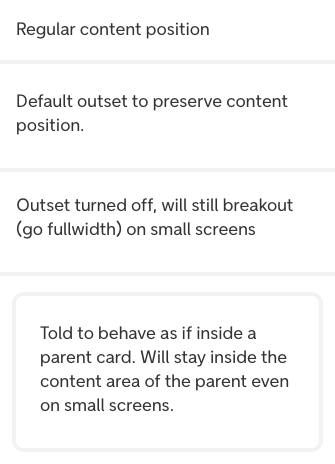 Regular content position
Default outset to preserve content
position.
Outset turned off, will still breakout
(go fullwidth) on small screens
Told to behave as if inside a
parent card. Will stay inside the
content area of the parent even
on small screens.